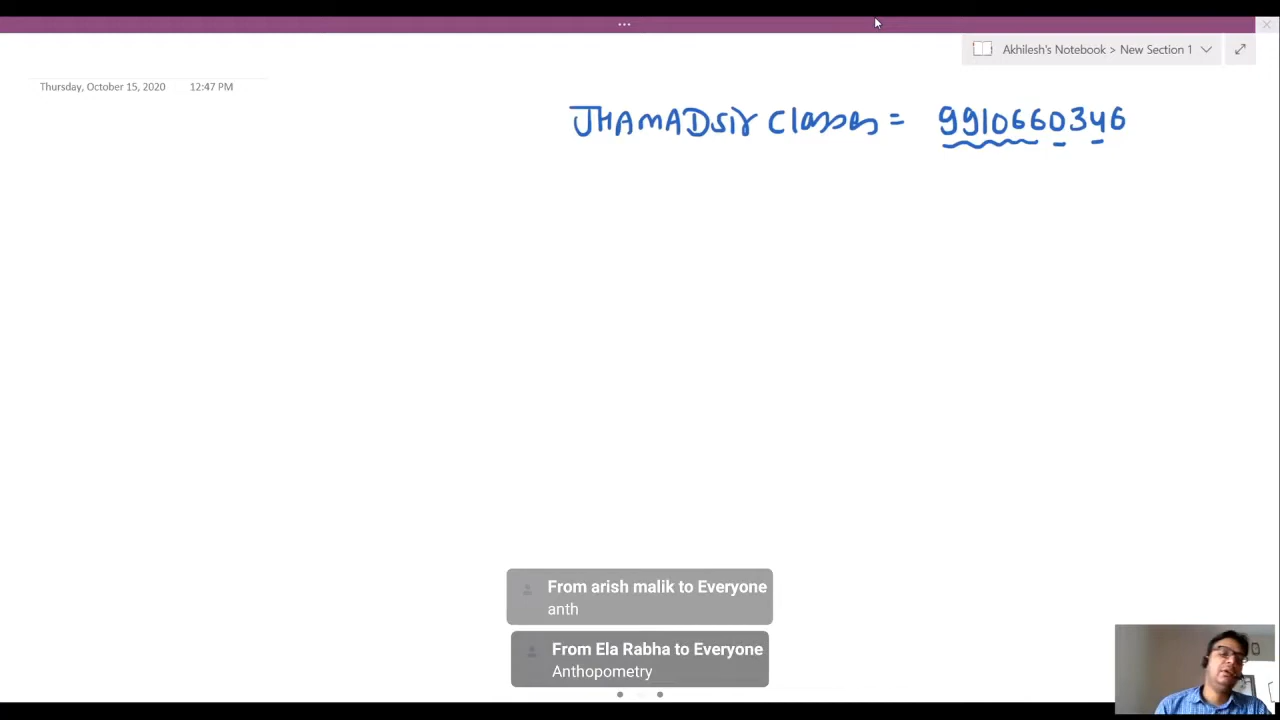 Akhilesh's Notebook > New Section 1
Thursday, October 15, 2020 12:47 PM
JHAMADSir Classes = 9910660346
From arish malik to Everyone
anth
From Ela Rabha to Everyone
Anthopometry